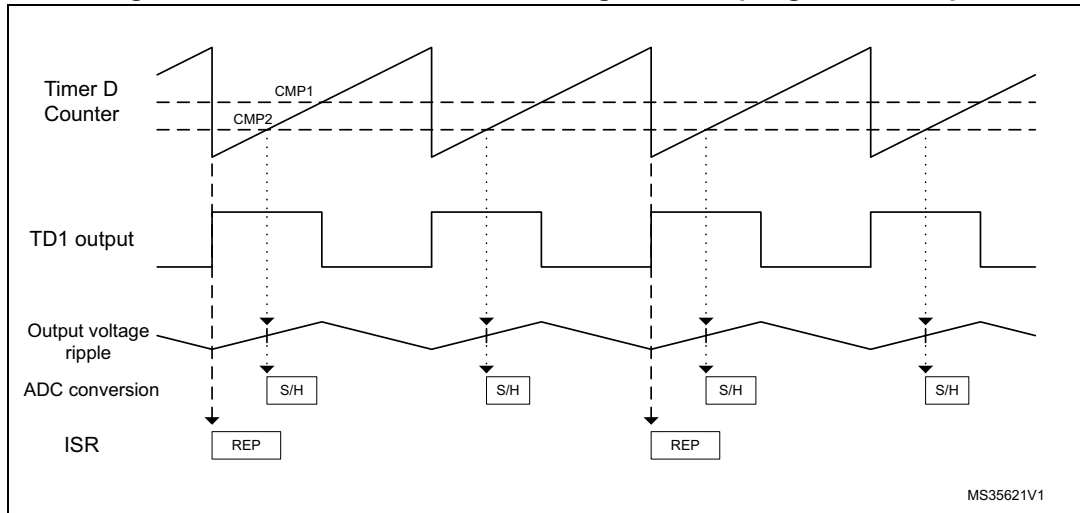 Timer D
Counter
CMP1
CMP2
TD1 output
Output voltage
ripple
ADC conversion
S/H
S/H
S/H
S/H
ISR
REP
REP
MS35621V1